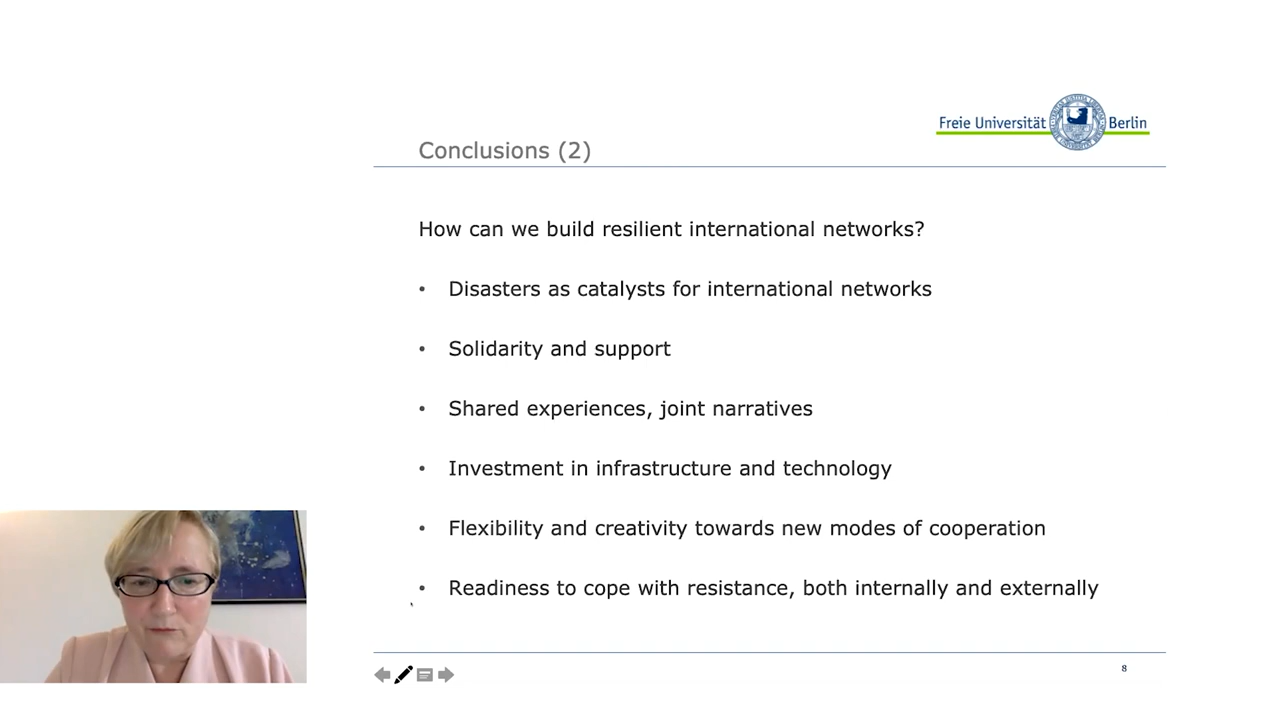 Freie Universität Berlin
Conclusions (2)
How can we build resilient international networks?
• Disasters as catalysts for international networks
• Solidarity and support
• Shared experiences, joint narratives
• Investment in infrastructure and technology
• Flexibility and creativity towards new modes of cooperation
• Readiness to cope with resistance, both internally and externally
8